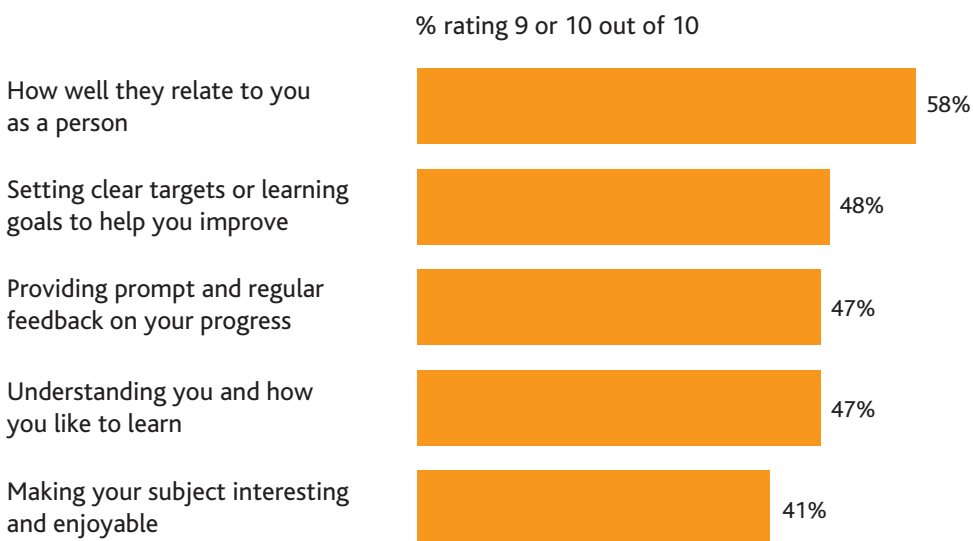 % rating 9 or 10 out of 10
How well they relate to you
as a person
58%
Setting clear targets or learning
goals to help you improve
48%
Providing prompt and regular
feedback on your progress
47%
Understanding you and how
you like to learn
47%
Making your subject interesting
and enjoyable
41%